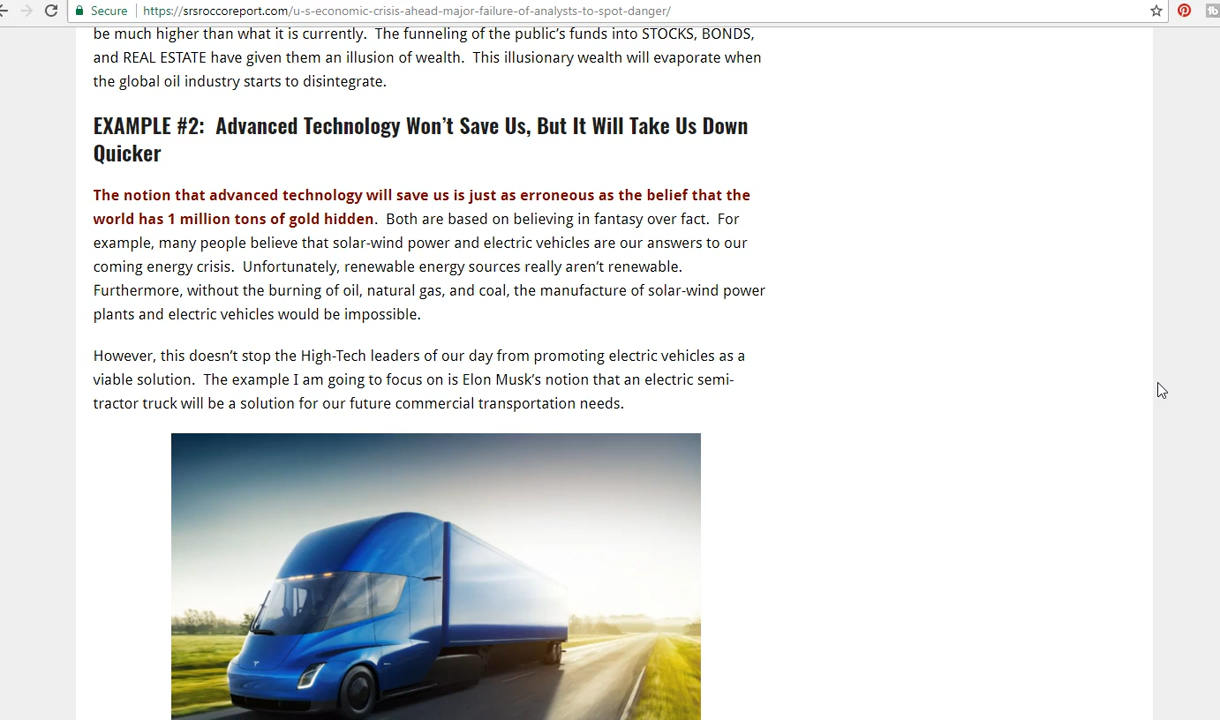 Secure
https://srsroccoreport.com/u-s-economic-crisis-ahead-major-failure-of-analysts-to-spot-danger/
be much higher than what it is currently.  The funneling of the public’s funds into STOCKS, BONDS,
and REAL ESTATE have given them an illusion of wealth.  This illusionary wealth will evaporate when
the global oil industry starts to disintegrate.
EXAMPLE #2:  Advanced Technology Won’t Save Us, But It Will Take Us Down
Quicker
The notion that advanced technology will save us is just as erroneous as the belief that the
world has 1 million tons of gold hidden.  Both are based on believing in fantasy over fact.  For
example, many people believe that solar-wind power and electric vehicles are our answers to our
coming energy crisis.  Unfortunately, renewable energy sources really aren’t renewable.
Furthermore, without the burning of oil, natural gas, and coal, the manufacture of solar-wind power
plants and electric vehicles would be impossible.
However, this doesn’t stop the High-Tech leaders of our day from promoting electric vehicles as a
viable solution.  The example I am going to focus on is Elon Musk’s notion that an electric semi-
tractor truck will be a solution for our future commercial transportation needs.